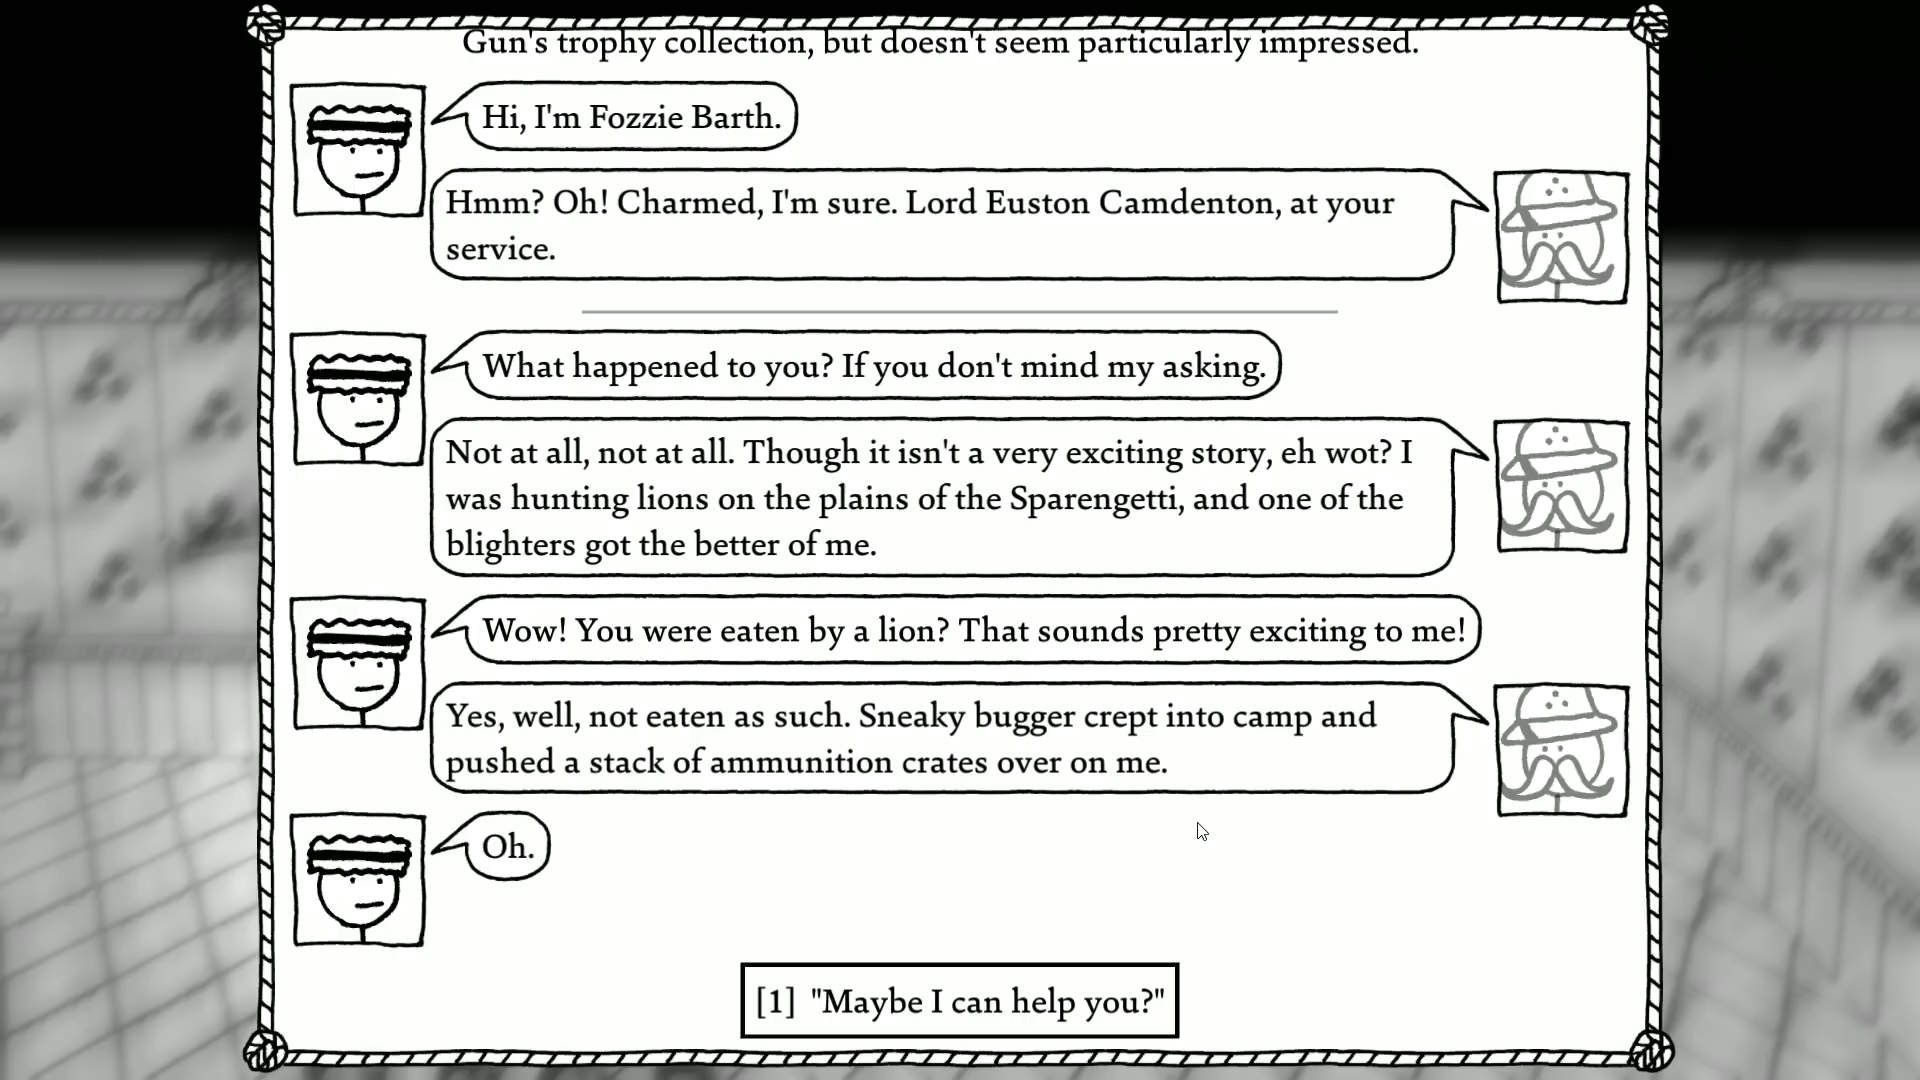 Gun's trophy collection, but doesn't seem particularly impressed.
Hi, I'm Fozzie Barth.
Hmm? Oh! Charmed, I'm sure. Lord Euston Camdenton, at your
service.
What happened to you? If you don't mind my asking.
Not at all, not at all. Though it isn't a very exciting story, eh wot? I
was hunting lions on the plains of the Sparengetti, and one of the
blighters got the better of me.
Wow! You were eaten by a lion? That sounds pretty exciting to me!
Yes, well, not eaten as such. Sneaky bugger crept into camp and
pushed a stack of ammunition crates over on me.
Oh.
[1] "Maybe I can help you?"